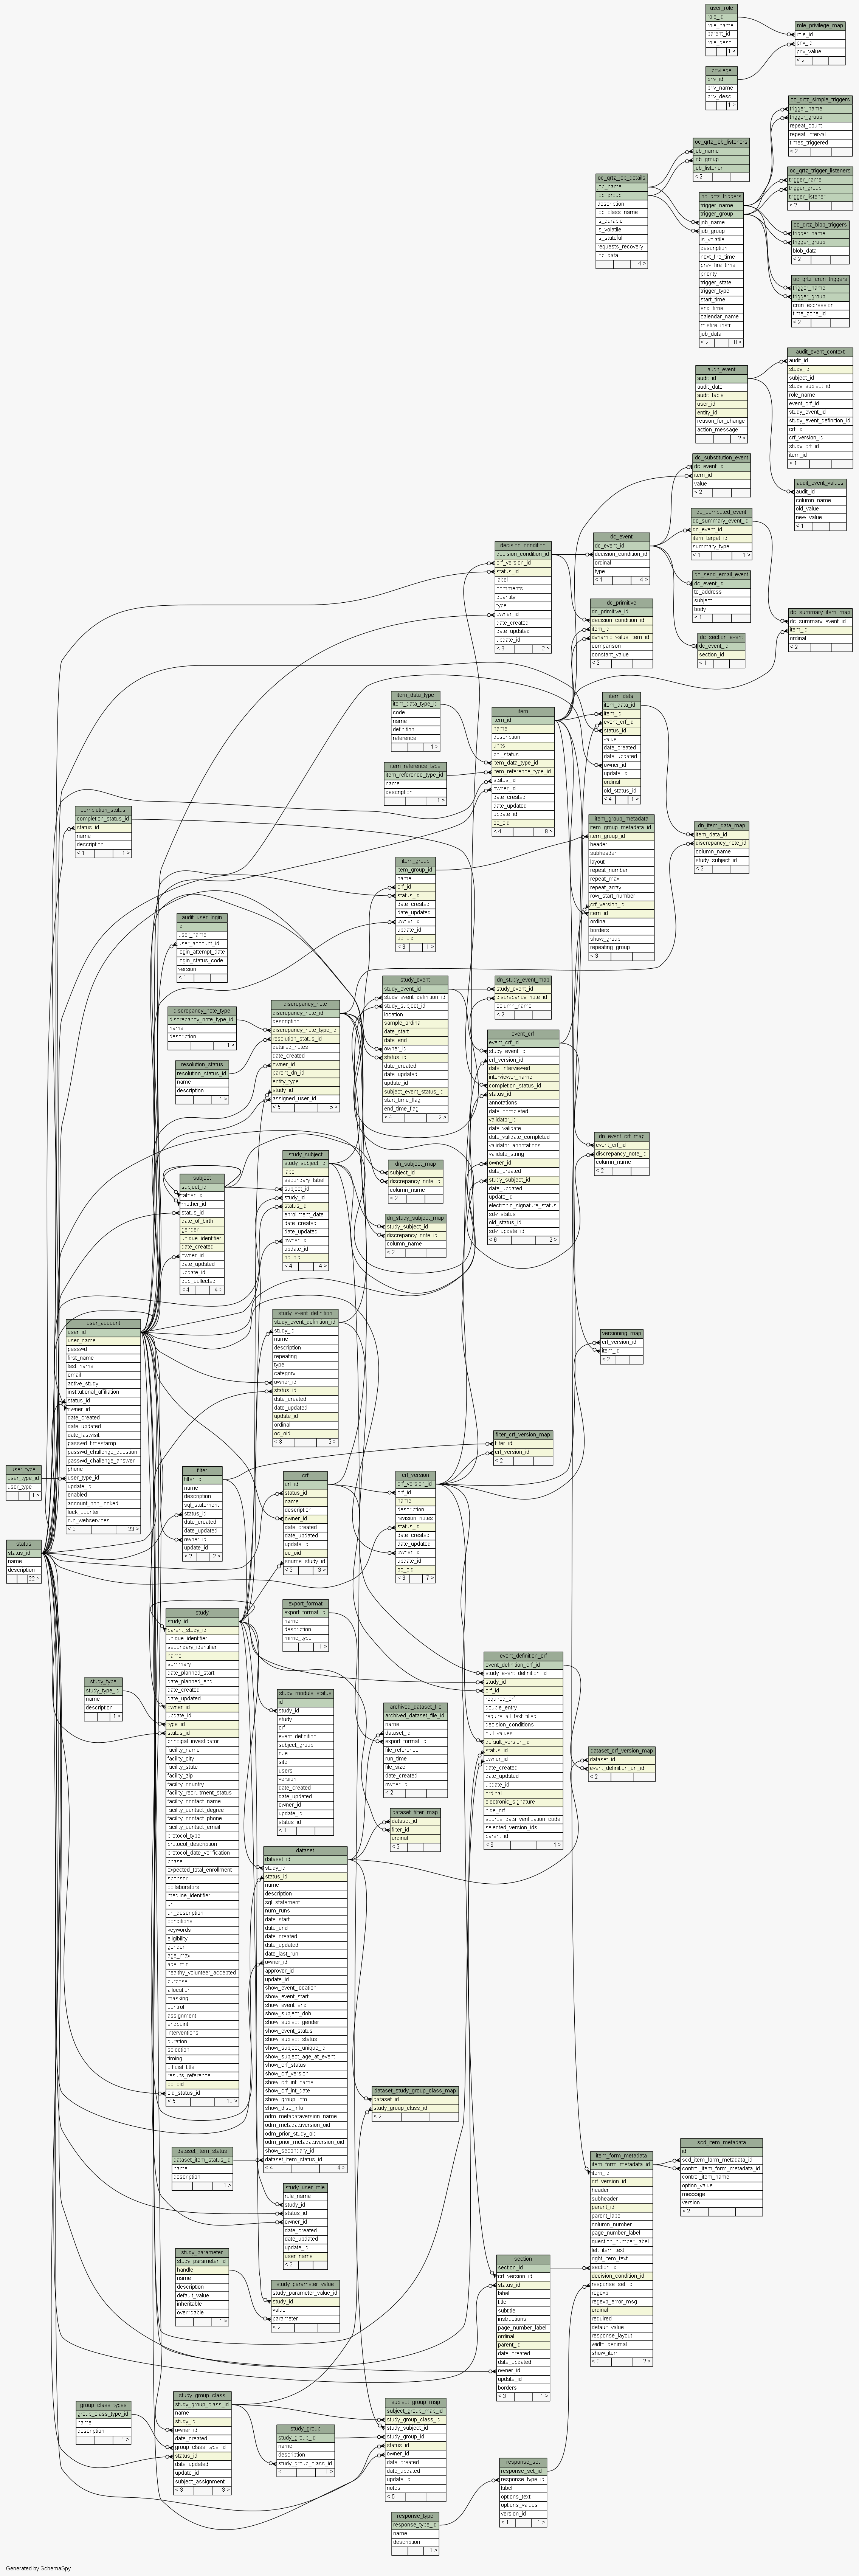 user_role
role_id
role_name
parent_id
role_desc
1 >
role_privilege_map
role_id
priv_id
priv_value
< 2
privilege
priv_id
priv_name
priv_desc
1 >
oc_qrtz_simple_triggers
trigger_name
trigger_group
repeat_count
repeat_interval
times_triggered
< 2
oc_qrtz_job_listeners
job_name
job_group
job_listener
< 2
oc_qrtz_trigger_listeners
trigger_name
trigger_group
trigger_listener
< 2
oc_qrtz_job_details
job_name
job_group
description
job_class_name
is_durable
is_volatile
is_stateful
requests_recovery
job_data
4 >
oc_qrtz_triggers
trigger_name
trigger_group
job_name
job_group
is_volatile
description
next_fire_time
prev_fire_time
priority
trigger_state
trigger_type
start_time
end_time
calendar_name
misfire_instr
job_data
< 2 8 >
oc_qrtz_blob_triggers
trigger_name
trigger_group
blob_data
< 2
oc_qrtz_cron_triggers
trigger_name
trigger_group
cron_expression
time_zone_id
< 2
audit_event_context
audit_id
study_id
subject_id
study_subject_id
role_name
event_crf_id
study_event_id
study_event_definition_id
crf_id
crf_version_id
study_crf_id
item_id
< 1
audit_event
audit_id
audit_date
audit_table
user_id
entity_id
reason_for_change
action_message
2 >
dc_substitution_event
dc_event_id
item_id
value
< 2
audit_event_values
audit_id
column_name
old_value
new_value
< 1
dc_computed_event
dc_summary_event_id
dc_event_id
item_target_id
summary_type
< 1 1 >
dc_event
dc_event_id
decision_condition_id
ordinal
type
< 1 4 >
decision_condition
decision_condition_id
crf_version_id
status_id
label
comments
quantity
type
owner_id
date_created
date_updated
update_id
< 3 2 >
dc_send_email_event
dc_event_id
to_address
subject
body
< 1
dc_primitive
dc_primitive_id
decision_condition_id
item_id
dynamic_value_item_id
comparison
constant_value
< 3
dc_summary_item_map
dc_summary_event_id
item_id
ordinal
< 2
dc_section_event
dc_event_id
section_id
< 1
item_data_type
item_data_type_id
code
name
definition
reference
1 >
item
item_id
name
description
units
phi_status
item_data_type_id
item_reference_type_id
status_id
owner_id
date_created
date_updated
update_id
oc_oid
< 4 8 >
item_data
item_data_id
item_id
event_crf_id
status_id
value
date_created
date_updated
owner_id
update_id
ordinal
old_status_id
< 4 1 >
item_reference_type
item_reference_type_id
name
description
1 >
completion_status
completion_status_id
status_id
name
description
< 1 1 >
item_group_metadata
item_group_metadata_id
item_group_id
header
subheader
layout
repeat_number
repeat_max
repeat_array
row_start_number
crf_version_id
item_id
ordinal
borders
show_group
repeating_group
< 3
dn_item_data_map
item_data_id
discrepancy_note_id
column_name
study_subject_id
< 2
item_group
item_group_id
name
crf_id
status_id
date_created
date_updated
owner_id
update_id
oc_oid
< 3 1 >
audit_user_login
id
user_name
user_account_id
login_attempt_date
login_status_code
version
< 1
study_event
study_event_id
study_event_definition_id
study_subject_id
location
sample_ordinal
date_start
date_end
owner_id
status_id
date_created
date_updated
update_id
subject_event_status_id
start_time_flag
end_time_flag
< 4 2 >
dn_study_event_map
study_event_id
discrepancy_note_id
column_name
< 2
discrepancy_note
discrepancy_note_id
description
discrepancy_note_type_id
resolution_status_id
detailed_notes
date_created
owner_id
parent_dn_id
entity_type
study_id
assigned_user_id
< 5 5 >
discrepancy_note_type
discrepancy_note_type_id
name
description
1 >
resolution_status
resolution_status_id
name
description
1 >
event_crf
event_crf_id
study_event_id
crf_version_id
date_interviewed
interviewer_name
completion_status_id
status_id
annotations
date_completed
validator_id
date_validate
date_validate_completed
validator_annotations
validate_string
owner_id
date_created
study_subject_id
date_updated
update_id
electronic_signature_status
sdv_status
old_status_id
sdv_update_id
< 6 2 >
dn_event_crf_map
event_crf_id
discrepancy_note_id
column_name
< 2
study_subject
study_subject_id
label
secondary_label
subject_id
study_id
status_id
enrollment_date
date_created
date_updated
owner_id
update_id
oc_oid
< 4 4 >
dn_subject_map
subject_id
discrepancy_note_id
column_name
< 2
subject
subject_id
father_id
mother_id
status_id
date_of_birth
gender
unique_identifier
date_created
owner_id
date_updated
update_id
dob_collected
< 4 4 >
dn_study_subject_map
study_subject_id
discrepancy_note_id
column_name
< 2
study_event_definition
study_event_definition_id
study_id
name
description
repeating
type
category
owner_id
status_id
date_created
date_updated
update_id
ordinal
oc_oid
< 3 2 >
user_account
user_id
user_name
passwd
first_name
last_name
email
active_study
institutional_affiliation
status_id
owner_id
date_created
date_updated
date_lastvisit
passwd_timestamp
passwd_challenge_question
passwd_challenge_answer
phone
user_type_id
update_id
enabled
account_non_locked
lock_counter
run_webservices
< 3 23 >
versioning_map
crf_version_id
item_id
< 2
filter_crf_version_map
filter_id
crf_version_id
< 2
user_type
user_type_id
user_type
1 >
filter
filter_id
name
description
sql_statement
status_id
date_created
date_updated
owner_id
update_id
< 2 2 >
crf
crf_id
status_id
name
description
owner_id
date_created
date_updated
update_id
oc_oid
source_study_id
< 3 3 >
crf_version
crf_version_id
crf_id
name
description
revision_notes
status_id
date_created
date_updated
owner_id
update_id
oc_oid
< 3 7 >
status
status_id
name
description
22 >
export_format
export_format_id
name
description
mime_type
1 >
study
study_id
parent_study_id
unique_identifier
secondary_identifier
name
summary
date_planned_start
date_planned_end
date_created
date_updated
owner_id
update_id
type_id
status_id
principal_investigator
facility_name
facility_city
facility_state
facility_zip
facility_country
facility_recruitment_status
facility_contact_name
facility_contact_degree
facility_contact_phone
facility_contact_email
protocol_type
protocol_description
protocol_date_verification
phase
expected_total_enrollment
sponsor
collaborators
medline_identifier
url
url_description
conditions
keywords
eligibility
gender
age_max
age_min
healthy_volunteer_accepted
purpose
allocation
masking
control
assignment
endpoint
interventions
duration
selection
timing
official_title
results_reference
oc_oid
old_status_id
< 5 10 >
study_type
study_type_id
name
description
1 >
event_definition_crf
event_definition_crf_id
study_event_definition_id
study_id
crf_id
required_crf
double_entry
require_all_text_filled
decision_conditions
null_values
default_version_id
status_id
owner_id
date_created
date_updated
update_id
ordinal
electronic_signature
hide_crf
source_data_verification_code
selected_version_ids
parent_id
< 6 1 >
study_module_status
id
study_id
study
crf
event_definition
subject_group
rule
site
users
version
date_created
date_updated
owner_id
update_id
status_id
< 1
archived_dataset_file
archived_dataset_file_id
name
dataset_id
export_format_id
file_reference
run_time
file_size
date_created
owner_id
< 2
dataset_crf_version_map
dataset_id
event_definition_crf_id
< 2
dataset_filter_map
dataset_id
filter_id
ordinal
< 2
dataset
dataset_id
study_id
status_id
name
description
sql_statement
num_runs
date_start
date_end
date_created
date_updated
date_last_run
owner_id
approver_id
update_id
show_event_location
show_event_start
show_event_end
show_subject_dob
show_subject_gender
show_event_status
show_subject_status
show_subject_unique_id
show_subject_age_at_event
show_crf_status
show_crf_version
show_crf_int_name
show_crf_int_date
show_group_info
show_disc_info
odm_metadataversion_name
odm_metadataversion_oid
odm_prior_study_oid
odm_prior_metadataversion_oid
show_secondary_id
dataset_item_status_id
< 4 4 >
dataset_study_group_class_map
dataset_id
study_group_class_id
< 2
dataset_item_status
dataset_item_status_id
name
description
1 >
scd_item_metadata
id
scd_item_form_metadata_id
control_item_form_metadata_id
control_item_name
option_value
message
version
< 2
item_form_metadata
item_form_metadata_id
item_id
crf_version_id
header
subheader
parent_id
parent_label
column_number
page_number_label
question_number_label
left_item_text
right_item_text
section_id
decision_condition_id
response_set_id
regexp
regexp_error_msg
ordinal
required
default_value
response_layout
width_decimal
show_item
< 3 2 >
study_user_role
role_name
study_id
status_id
owner_id
date_created
date_updated
update_id
user_name
< 3
study_parameter
study_parameter_id
handle
name
description
default_value
inheritable
overridable
1 >
section
section_id
crf_version_id
status_id
label
title
subtitle
instructions
page_number_label
ordinal
parent_id
date_created
date_updated
owner_id
update_id
borders
< 3 1 >
study_parameter_value
study_parameter_value_id
study_id
value
parameter
< 2
study_group_class
study_group_class_id
name
study_id
owner_id
date_created
group_class_type_id
status_id
date_updated
update_id
subject_assignment
< 3 3 >
group_class_types
group_class_type_id
name
description
1 >
subject_group_map
subject_group_map_id
study_group_class_id
study_subject_id
study_group_id
status_id
owner_id
date_created
date_updated
update_id
notes
< 5
study_group
study_group_id
name
description
study_group_class_id
< 1 1 >
response_set
response_set_id
response_type_id
label
options_text
options_values
version_id
< 1 1 >
response_type
response_type_id
name
description
1 >
Generated by SchemaSpy